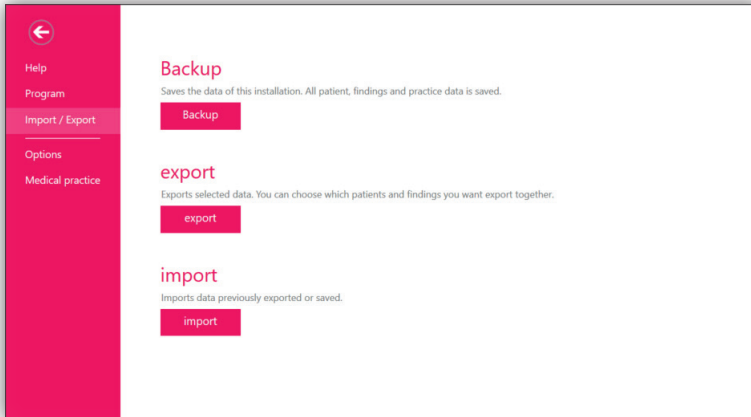 Help
Program
Import / Export
Options
Medical practice
Backup
Saves the data of this installation. All patient, findings and practice data is saved.
Backup
export
Exports selected data. You can choose which patients and findings you want export together.
export
import
Imports data previously exported or saved.
import